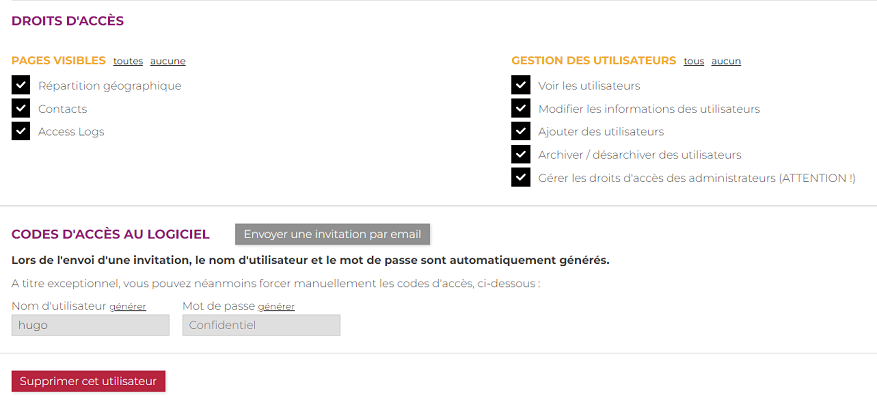 DROITS D'ACCÈS
PAGES VISIBLES toutes aucune
Répartition géographique
Contacts
Access Logs
GESTION DES UTILISATEURS tous aucun
Voir les utilisateurs
Modifier les informations des utilisateurs
Ajouter des utilisateurs
Archiver / désarchiver des utilisateurs
Gérer les droits d'accès des administrateurs (ATTENTION !)
CODES D'ACCÈS AU LOGICIEL Envoyer une invitation par email
Lors de l'envoi d'une invitation, le nom d'utilisateur et le mot de passe sont automatiquement générés.
A titre exceptionnel, vous pouvez néanmoins forcer manuellement les codes d'accès, ci-dessous :
Nom d'utilisateur générer Mot de passe générer
hugo Confidentiel
Supprimer cet utilisateur